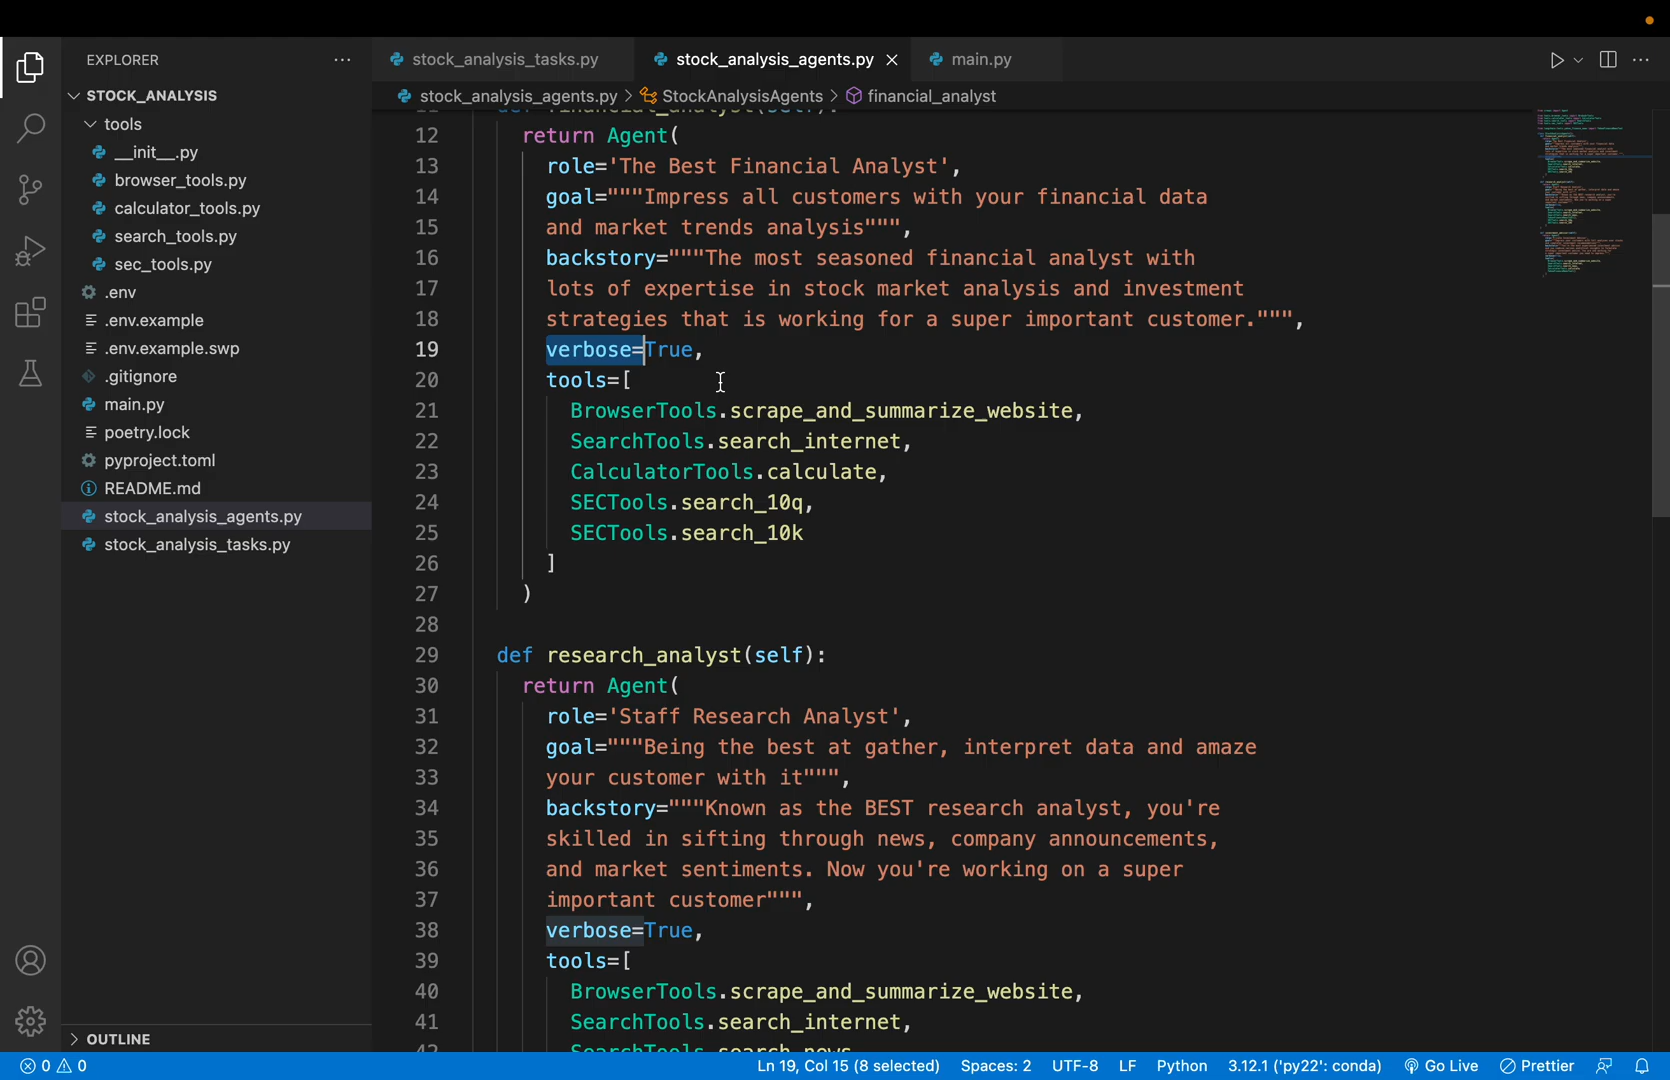 EXPLORER
STOCK_ANALYSIS
tools
__init__.py
browser_tools.py
calculator_tools.py
search_tools.py
sec_tools.py
.env
.env.example
.env.example.swp
.gitignore
main.py
poetry.lock
pyproject.toml
README.md
stock_analysis_agents.py
stock_analysis_tasks.py
OUTLINE
stock_analysis_tasks.py stock_analysis_agents.py main.py
stock_analysis_agents.py > StockAnalysisAgents > financial_analyst
def financial_analyst(self):
12 return Agent(
13 role='The Best Financial Analyst',
14 goal="""Impress all customers with your financial data
15 and market trends analysis""",
16 backstory="""The most seasoned financial analyst with
17 lots of expertise in stock market analysis and investment
18 strategies that is working for a super important customer.""",
19 verbose=True,
20 tools=[
21 BrowserTools.scrape_and_summarize_website,
22 SearchTools.search_internet,
23 CalculatorTools.calculate,
24 SECTools.search_10q,
25 SECTools.search_10k
26 ]
27 )
28
29 def research_analyst(self):
30 return Agent(
31 role='Staff Research Analyst',
32 goal="""Being the best at gather, interpret data and amaze
33 your customer with it""",
34 backstory="""Known as the BEST research analyst, you're
35 skilled in sifting through news, company announcements,
36 and market sentiments. Now you're working on a super
37 important customer""",
38 verbose=True,
39 tools=[
40 BrowserTools.scrape_and_summarize_website,
41 SearchTools.search_internet,
42 SearchTools.search_news
0 0 Ln 19, Col 15 (8 selected) Spaces: 2 UTF-8 LF Python 3.12.1 ('py22': conda) Go Live Prettier